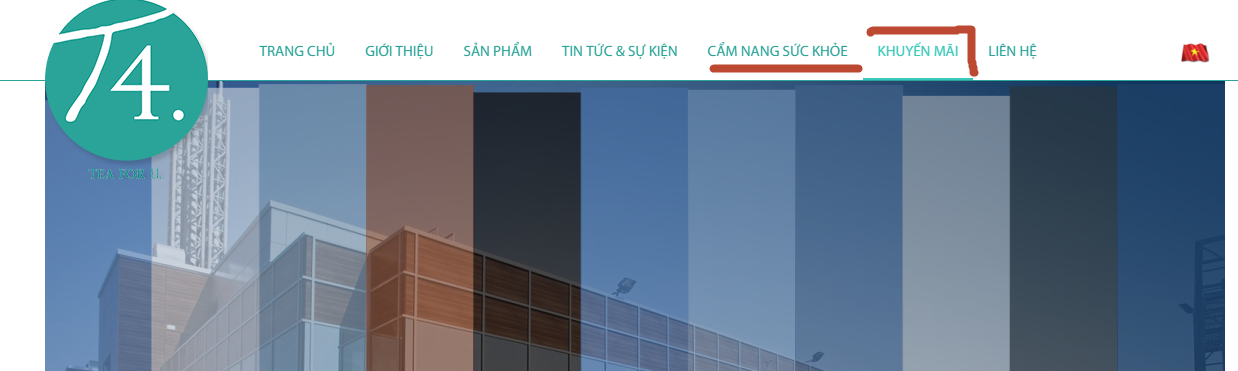 T4.
TEA FOR U.
TRANG CHỦ GIỚI THIỆU SẢN PHẨM TIN TỨC & SỰ KIỆN CẨM NANG SỨC KHỎE KHUYẾN MÃI LIÊN HỆ